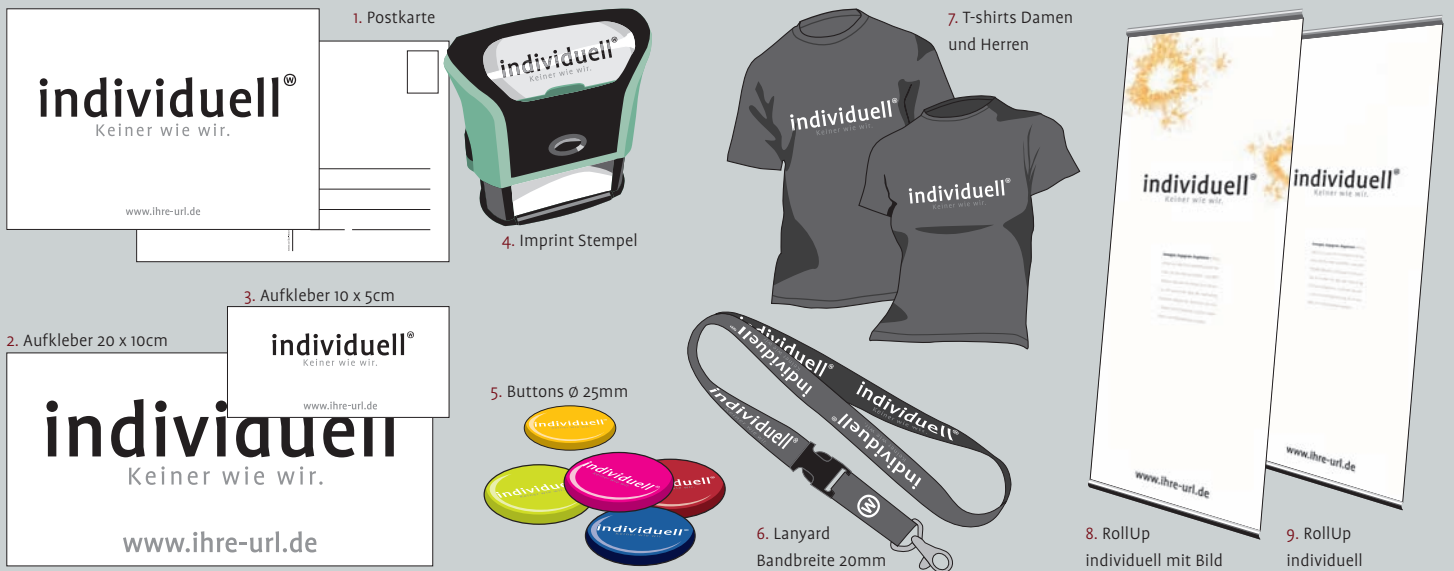 1. Postkarte
individuell®
Keiner wie wir.
www.ihre-url.de
individuell
Keiner wie wir.
4. Imprint Stempel
7. T-shirts Damen
und Herren
individuell®
Keiner wie wir.
individuell®
Keiner wie wir.
3. Aufkleber 10 x 5cm
individuell®
Keiner wie wir.
www.ihre-url.de
2. Aufkleber 20 x 10cm
individuell
Keiner wie wir.
www.ihre-url.de
5. Buttons Ø 25mm
individuell
individu
individuell
duell
individuell
individuell
individuell
individuell
individuell
individuell
individuell
6. Lanyard
Bandbreite 20mm
individuell®
Keiner wie wir.
www.ihre-url.de
8. RollUp
individuell mit Bild
individuell®
Keiner wie wir.
www.ihre-url.de
9. RollUp
individuell